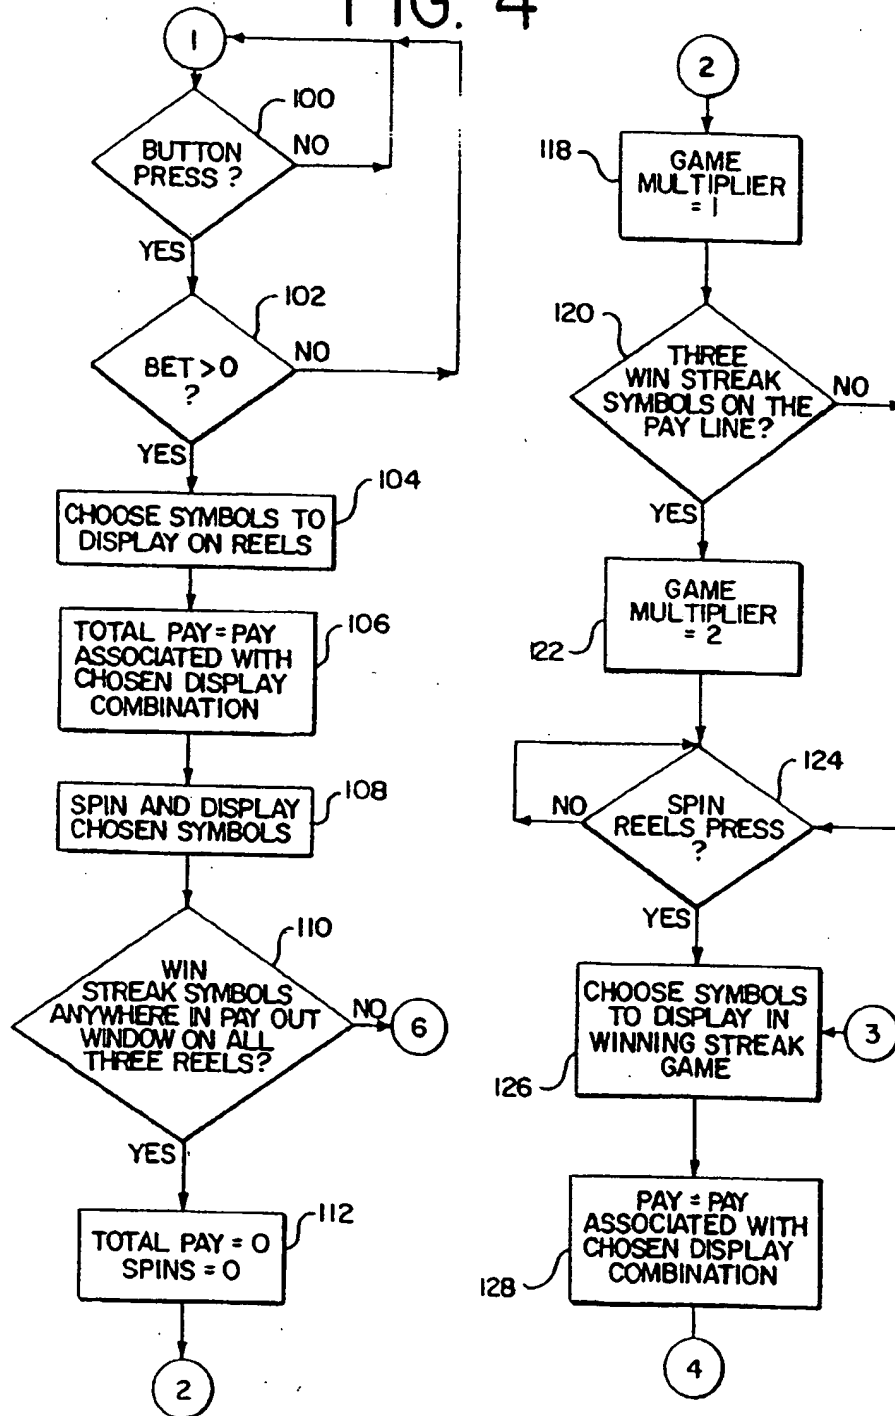 FIG. 4
1
100
BUTTON
PRESS ?
NO
YES
102
BET > 0
?
NO
YES
104
CHOOSE SYMBOLS TO
DISPLAY ON REELS
106
TOTAL PAY = PAY
ASSOCIATED WITH
CHOSEN DISPLAY
COMBINATION
108
SPIN AND DISPLAY
CHOSEN SYMBOLS
110
WIN
STREAK SYMBOLS
ANYWHERE IN PAY OUT
WINDOW ON ALL
THREE REELS?
NO
6
YES
112
TOTAL PAY = 0
SPINS = 0
2
2
118
GAME
MULTIPLIER
= 1
120
THREE
WIN STREAK
SYMBOLS ON THE
PAY LINE?
NO
YES
GAME
MULTIPLIER
= 2
122
124
SPIN
REELS PRESS
?
NO
YES
CHOOSE SYMBOLS
TO DISPLAY IN
WINNING STREAK
GAME
3
126
PAY = PAY
ASSOCIATED WITH
CHOSEN DISPLAY
COMBINATION
128
4